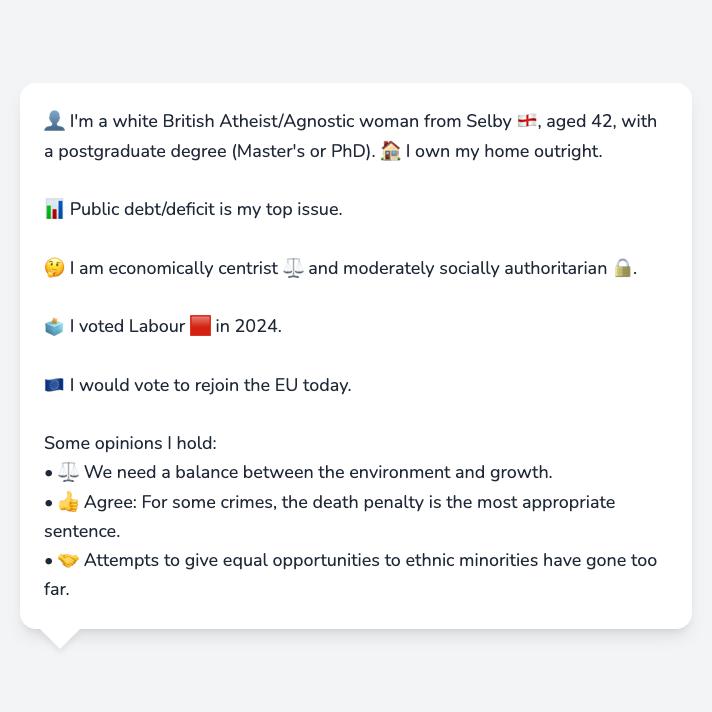 👤 I'm a white British Atheist/Agnostic woman from Selby 🏴󠁧󠁢󠁥󠁮󠁧󠁿, aged 42, with
a postgraduate degree (Master's or PhD). 🏠 I own my home outright.
📊 Public debt/deficit is my top issue.
🤔 I am economically centrist ⚖️ and moderately socially authoritarian 🔒.
🗳️ I voted Labour 🟥 in 2024.
🇪🇺 I would vote to rejoin the EU today.
Some opinions I hold:
• ⚖️ We need a balance between the environment and growth.
• 👍 Agree: For some crimes, the death penalty is the most appropriate
sentence.
• 🤝 Attempts to give equal opportunities to ethnic minorities have gone too
far.